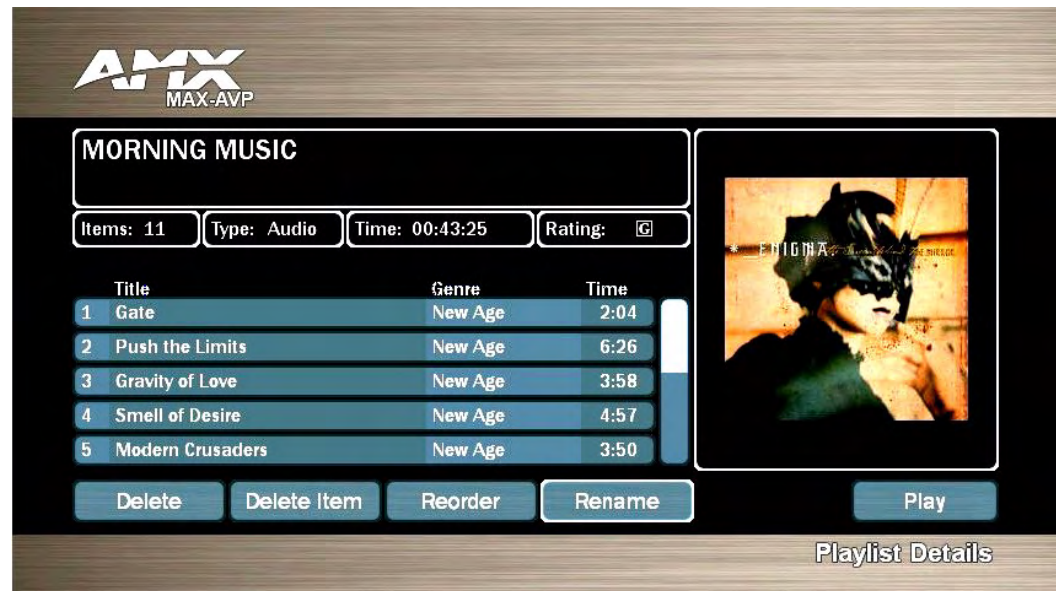 AMX
MAX-AVP
MORNING MUSIC
Items: 11 Type: Audio Time: 00:43:25 Rating: G
Title Genre Time
1 Gate New Age 2:04
2 Push the Limits New Age 6:26
3 Gravity of Love New Age 3:58
4 Smell of Desire New Age 4:57
5 Modern Crusaders New Age 3:50
* _ENIGMA
Delete Delete Item Reorder Rename Play
Playlist Details